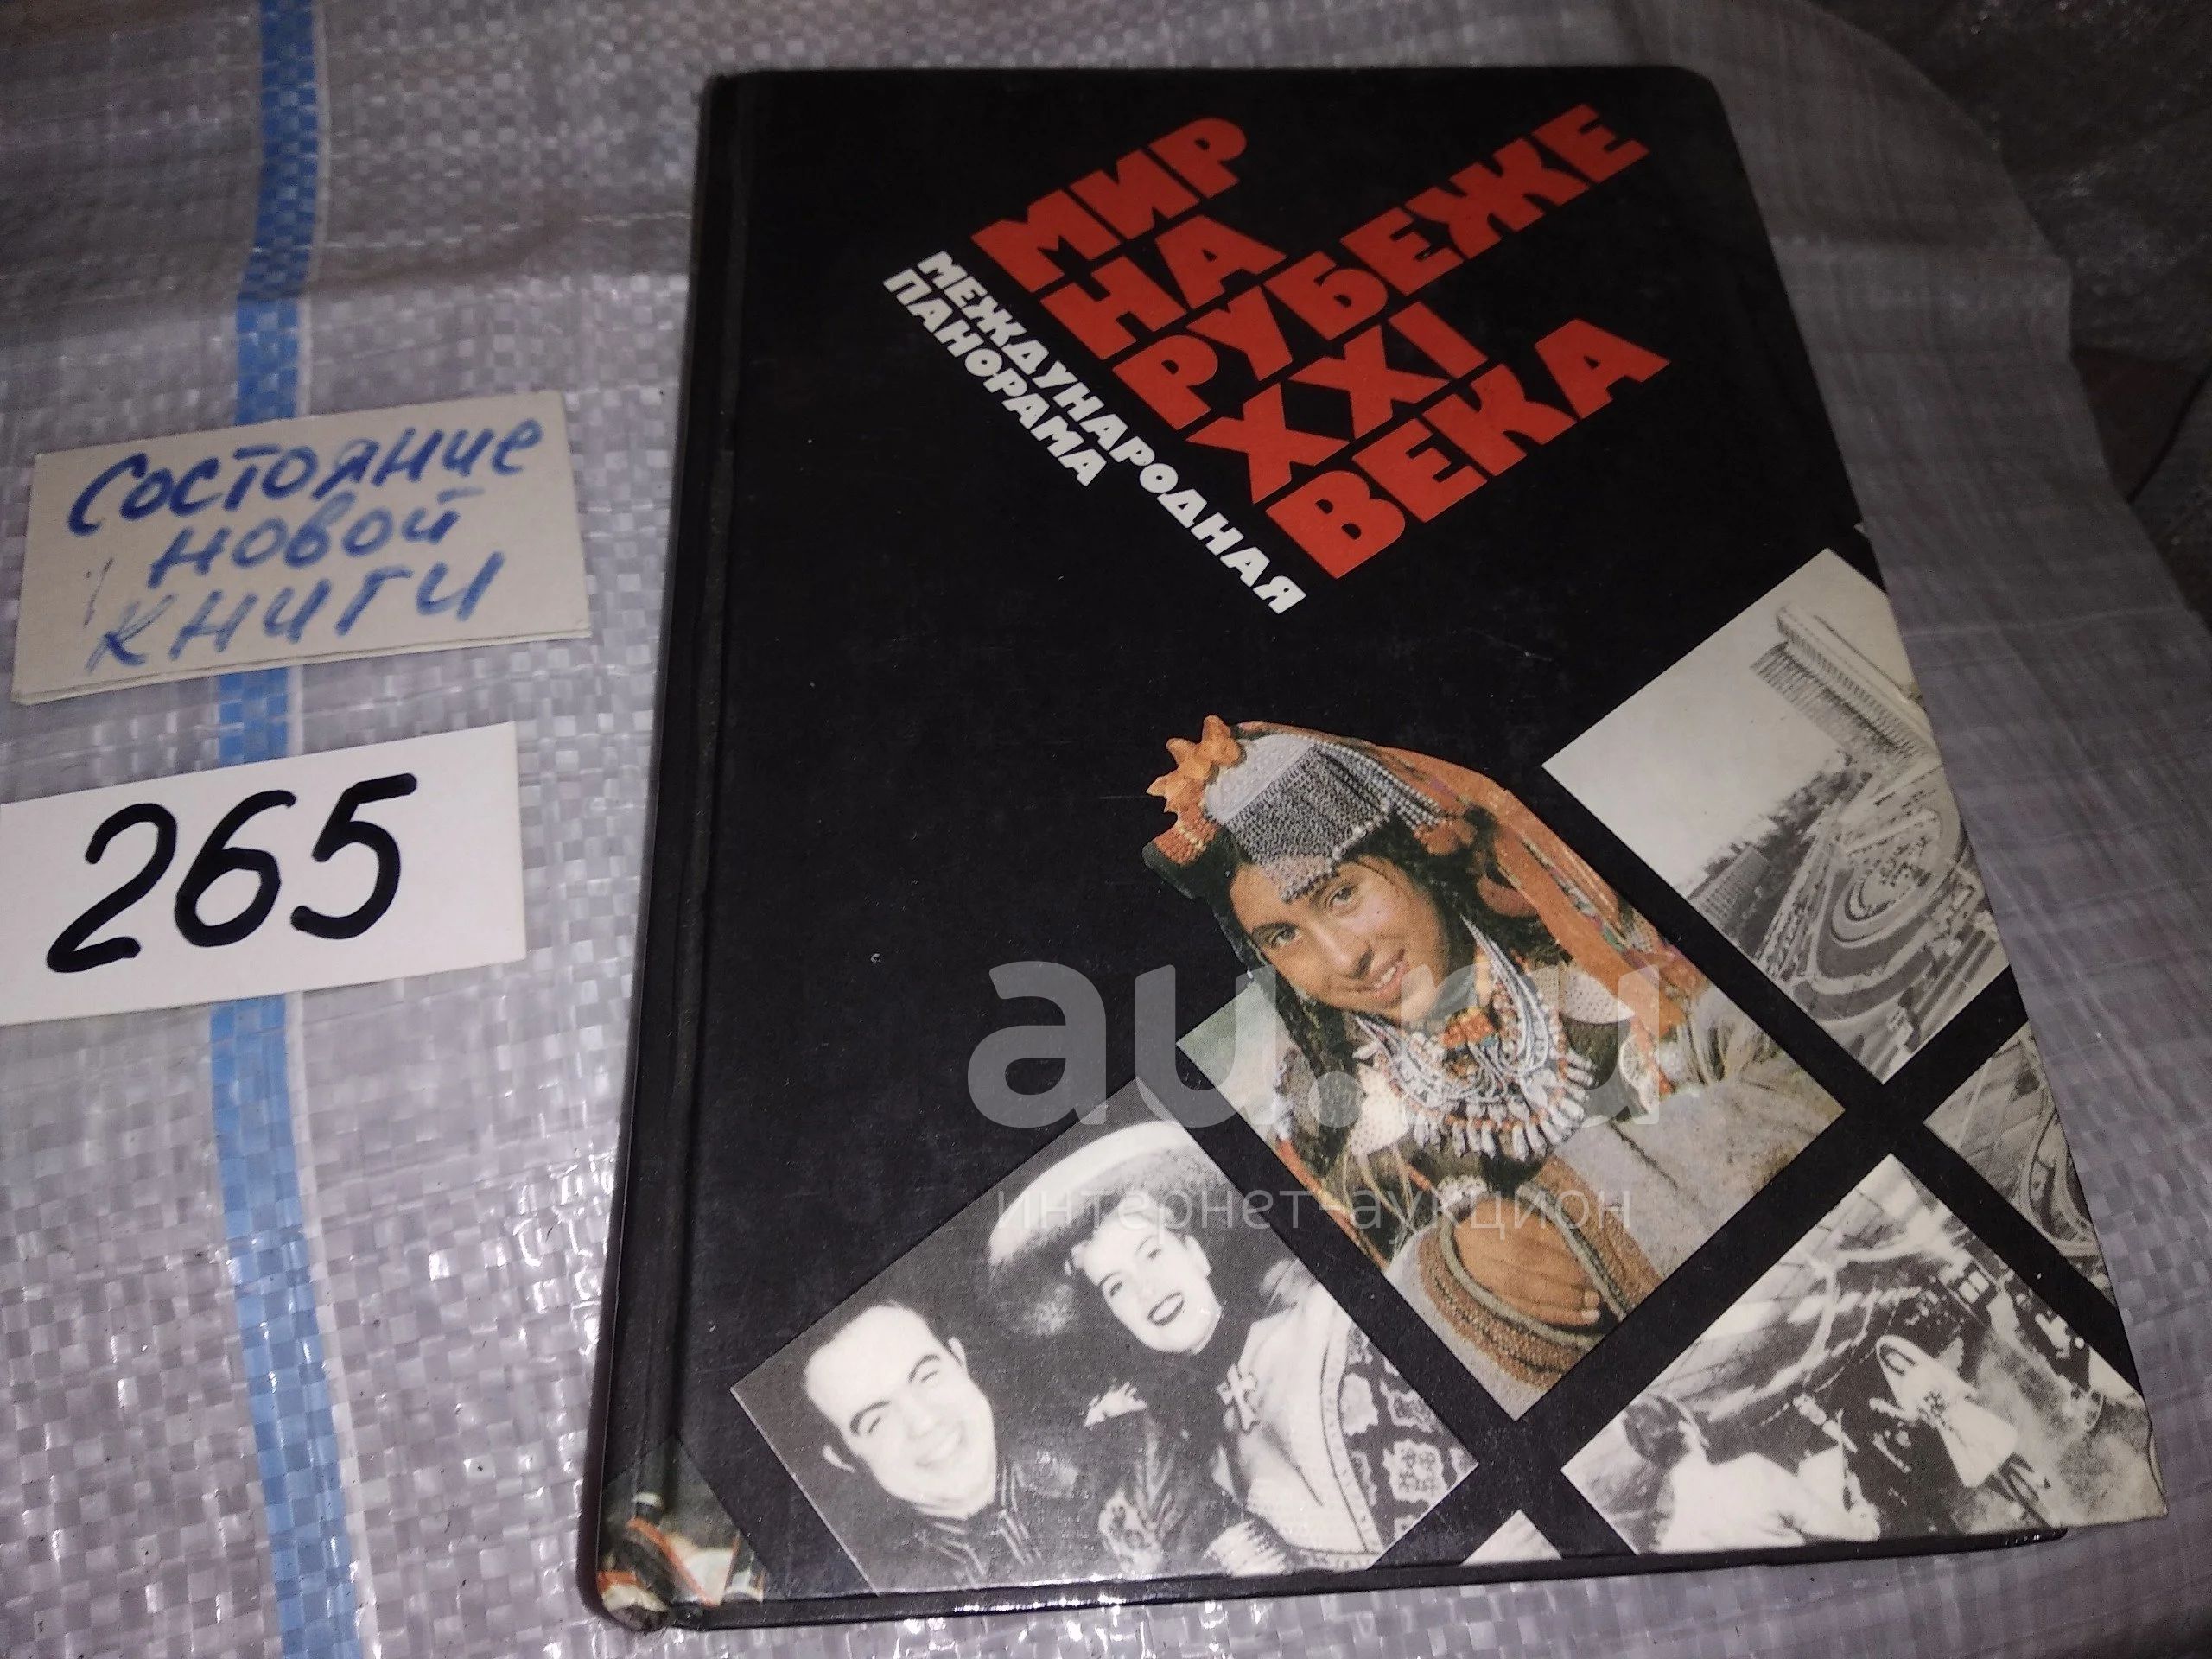 МИР
НА
РУБЕЖЕ
XXI
ВЕКА
МЕЖДУНАРОДНАЯ
ПАНОРАМА
Состояние
новой
книги
265
au.ru
интернет-аукцион